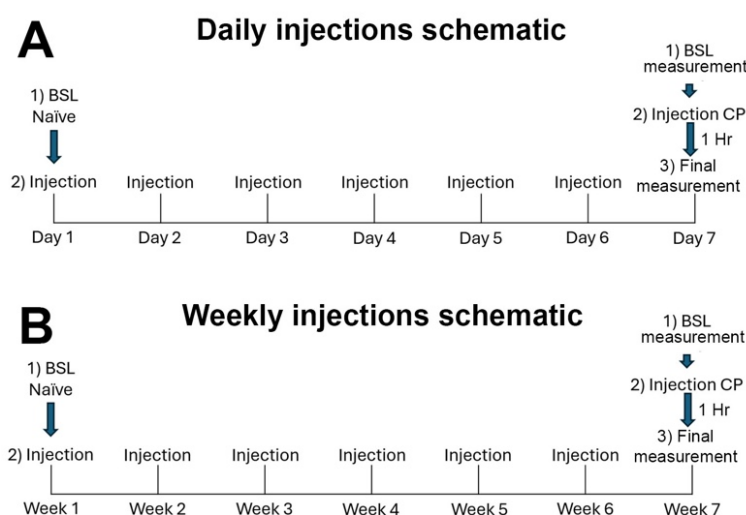 A
Daily injections schematic
1) BSL
Naïve
2) Injection
Injection
Injection
Injection
Injection
Injection
1) BSL
measurement
2) Injection CP
1 Hr
3) Final
measurement
Day 1
Day 2
Day 3
Day 4
Day 5
Day 6
Day 7
B
Weekly injections schematic
1) BSL
Naïve
2) Injection
Injection
Injection
Injection
Injection
Injection
1) BSL
measurement
2) Injection CP
1 Hr
3) Final
measurement
Week 1
Week 2
Week 3
Week 4
Week 5
Week 6
Week 7